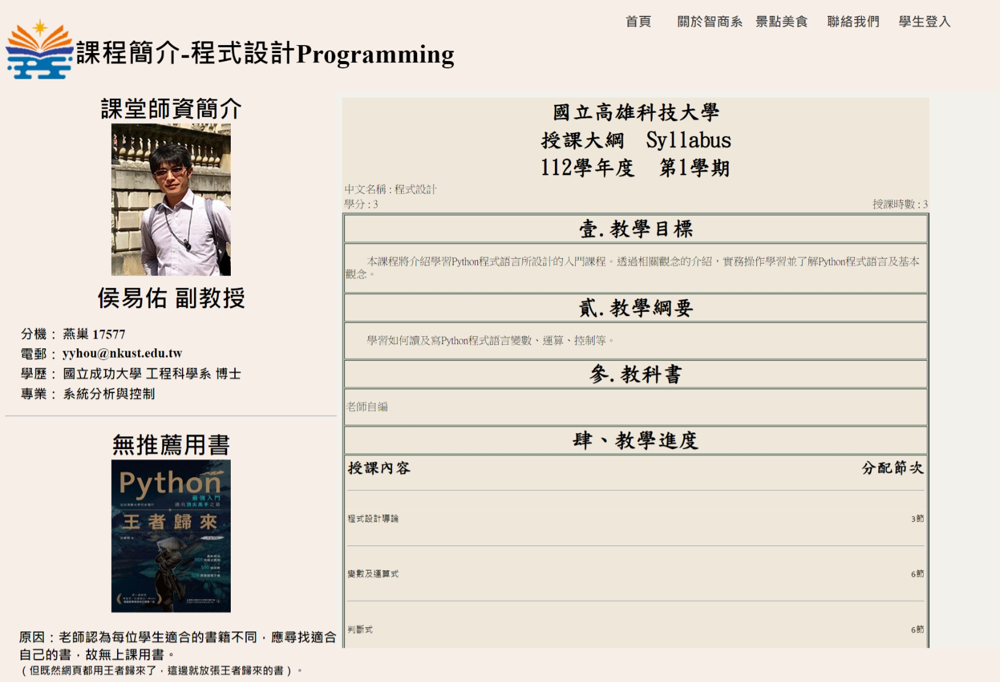 首頁 關於智商系 景點美食 聯絡我們 學生登入
課程簡介-程式設計Programming
課堂師資簡介
侯易佑 副教授
分機： 燕巢 17577
電郵： yyhou@nkust.edu.tw
學歷： 國立成功大學 工程科學系 博士
專業： 系統分析與控制
無推薦用書
Python
最強入門
邁向頂尖高手之路
王者歸來
原因：老師認為每位學生適合的書籍不同，應尋找適合
自己的書，故無上課用書。
（但既然網頁都用王者歸來了，這邊就放張王者歸來的書）。
國立高雄科技大學
授課大綱 Syllabus
112學年度 第1學期
中文名稱 : 程式設計
學分 : 3 授課時數 : 3
壹.教學目標
本課程將介紹學習Python程式語言所設計的入門課程。透過相關觀念的介紹，實務操作學習並了解Python程式語言及基本
觀念。
貳.教學綱要
學習如何讀及寫Python程式語言變數、運算、控制等。
參.教科書
老師自編
肆、教學進度
授課內容 分配節次
程式設計導論 3節
變數及運算式 6節
判斷式 6節